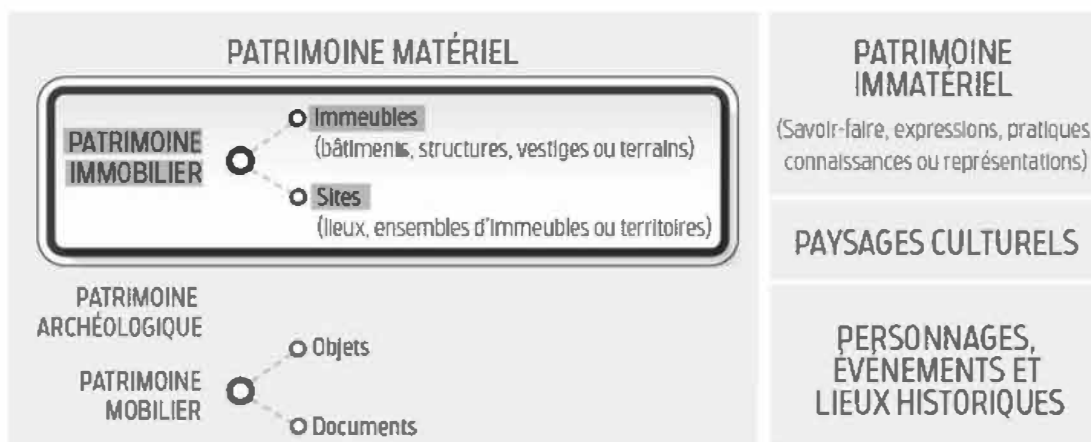 PATRIMOINE MATÉRIEL
PATRIMOINE
IMMOBILIER
Immeubles
(bâtiments, structures, vestiges ou terrains)
Sites
(lieux, ensembles d'immeubles ou territoires)
PATRIMOINE
ARCHÉOLOGIQUE
PATRIMOINE
MOBILIER
Objets
Documents
PATRIMOINE
IMMATÉRIEL
(Savoir-faire, expressions, pratiques
connaissances ou représentations)
PAYSAGES CULTURELS
PERSONNAGES,
ÉVÉNEMENTS ET
LIEUX HISTORIQUES